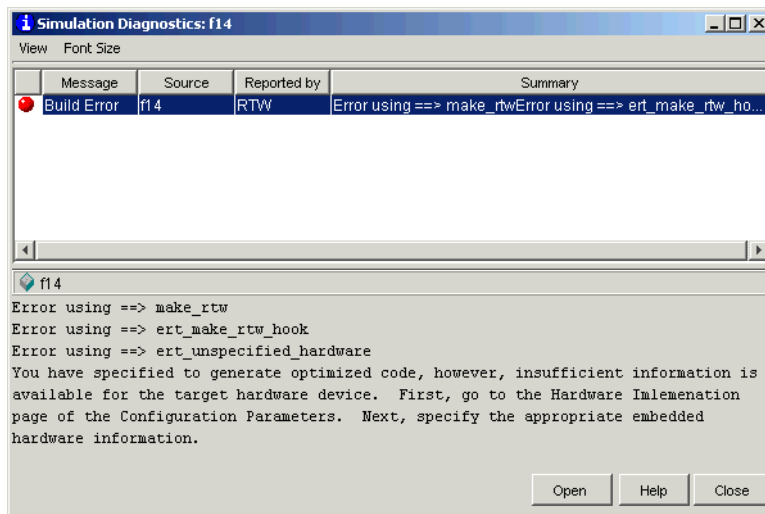 Simulation Diagnostics: f14
View Font Size
Message Source Reported by Summary
Build Error f14 RTW Error using ==> make_rtwError using ==> ert_make_rtw_ho...
f14
Error using ==> make_rtw
Error using ==> ert_make_rtw_hook
Error using ==> ert_unspecified_hardware
You have specified to generate optimized code, however, insufficient information is
available for the target hardware device. First, go to the Hardware Imlemenation
page of the Configuration Parameters. Next, specify the appropriate embedded
hardware information.
Open Help Close